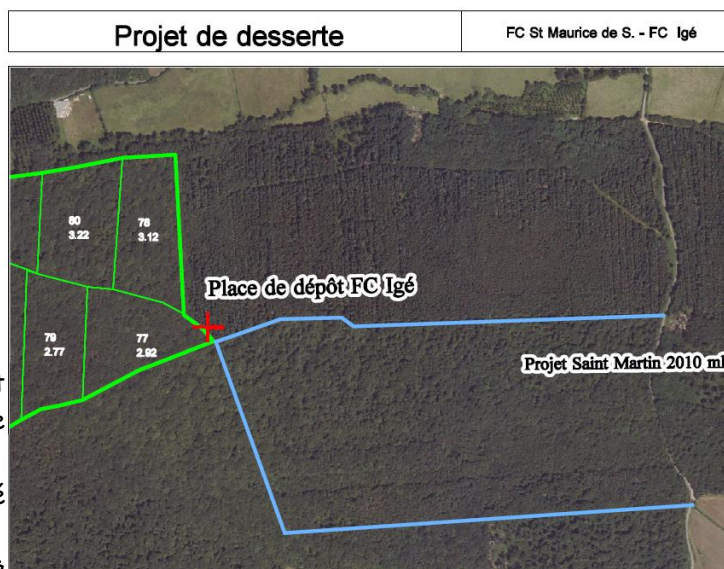 Projet de desserte
FC St Maurice de S. - FC Igé
80
3.22
78
3.12
Place de dépôt FC Igé
79
2.77
77
2.92
Projet Saint Martin 2010 ml